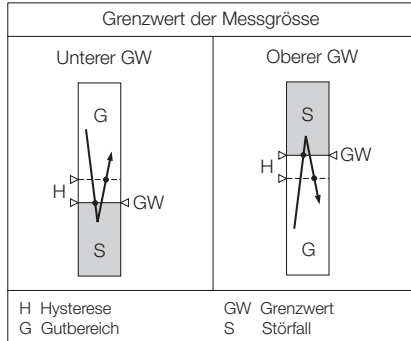 Grenzwert der Messgrösse
Unterer GW
Oberer GW
G
H
GW
S
S
GW
H
G
H Hysterese
G Gutbereich
GW Grenzwert
S Störfall